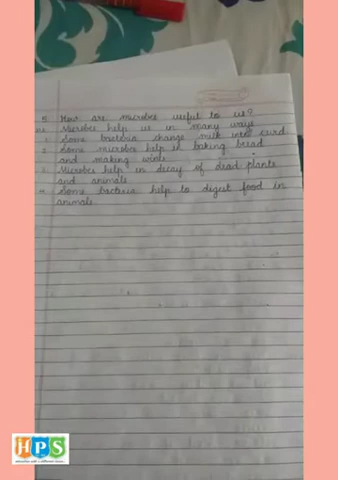 5. How are microbes useful to us?
Ans Microbes help us in many ways
1. Some bacteria change milk into curd
2. Some microbes help in baking bread
and making wine
3. Microbes help in decay of dead plants
and animals
4. Some bacteria help to digest food in
animals
HPS